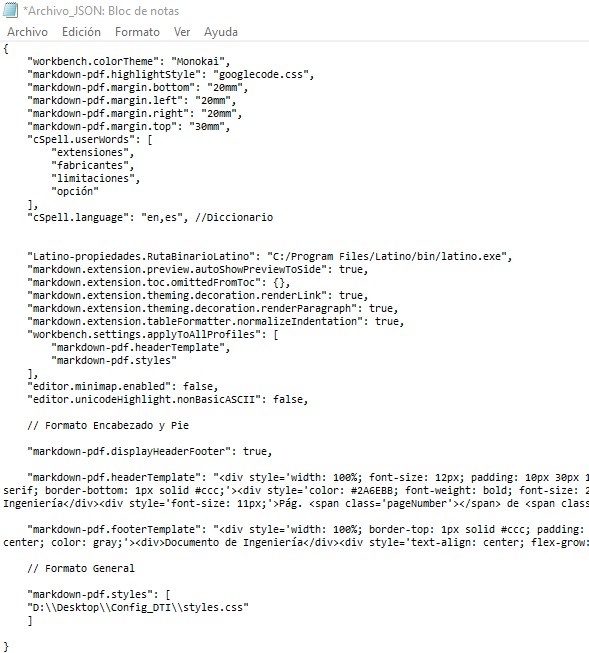 *Archivo_JSON: Bloc de notas
Archivo Edición Formato Ver Ayuda
{
"workbench.colorTheme": "Monokai",
"markdown-pdf.highlightStyle": "googlecode.css",
"markdown-pdf.margin.bottom": "20mm",
"markdown-pdf.margin.left": "20mm",
"markdown-pdf.margin.right": "20mm",
"markdown-pdf.margin.top": "30mm",
"cSpell.userWords": [
"extensiones",
"fabricantes",
"limitaciones",
"opción"
],
"cSpell.language": "en,es", //Diccionario
"Latino-propiedades.RutaBinarioLatino": "C:/Program Files/Latino/bin/latino.exe",
"markdown.extension.preview.autoShowPreviewToSide": true,
"markdown.extension.toc.omittedFromToc": {},
"markdown.extension.theming.decoration.renderLink": true,
"markdown.extension.theming.decoration.renderParagraph": true,
"markdown.extension.tableFormatter.normalizeIndentation": true,
"workbench.settings.applyToAllProfiles": [
"markdown-pdf.headerTemplate",
"markdown-pdf.styles"
],
"editor.minimap.enabled": false,
"editor.unicodeHighlight.nonBasicASCII": false,
// Formato Encabezado y Pie
"markdown-pdf.displayHeaderFooter": true,
"markdown-pdf.headerTemplate": "<div style='width: 100%; font-size: 12px; padding: 10px 30px 1
serif; border-bottom: 1px solid #ccc;'><div style='color: #2A6EBB; font-weight: bold; font-size: 2
Ingeniería</div><div style='font-size: 11px;'>Pág. <span class='pageNumber'></span> de <span clas
"markdown-pdf.footerTemplate": "<div style='width: 100%; border-top: 1px solid #ccc; padding:
center; color: gray;'><div>Documento de Ingeniería</div><div style='text-align: center; flex-grow:
// Formato General
"markdown-pdf.styles": [
"D:\\Desktop\\Config_DTI\\styles.css"
]
}